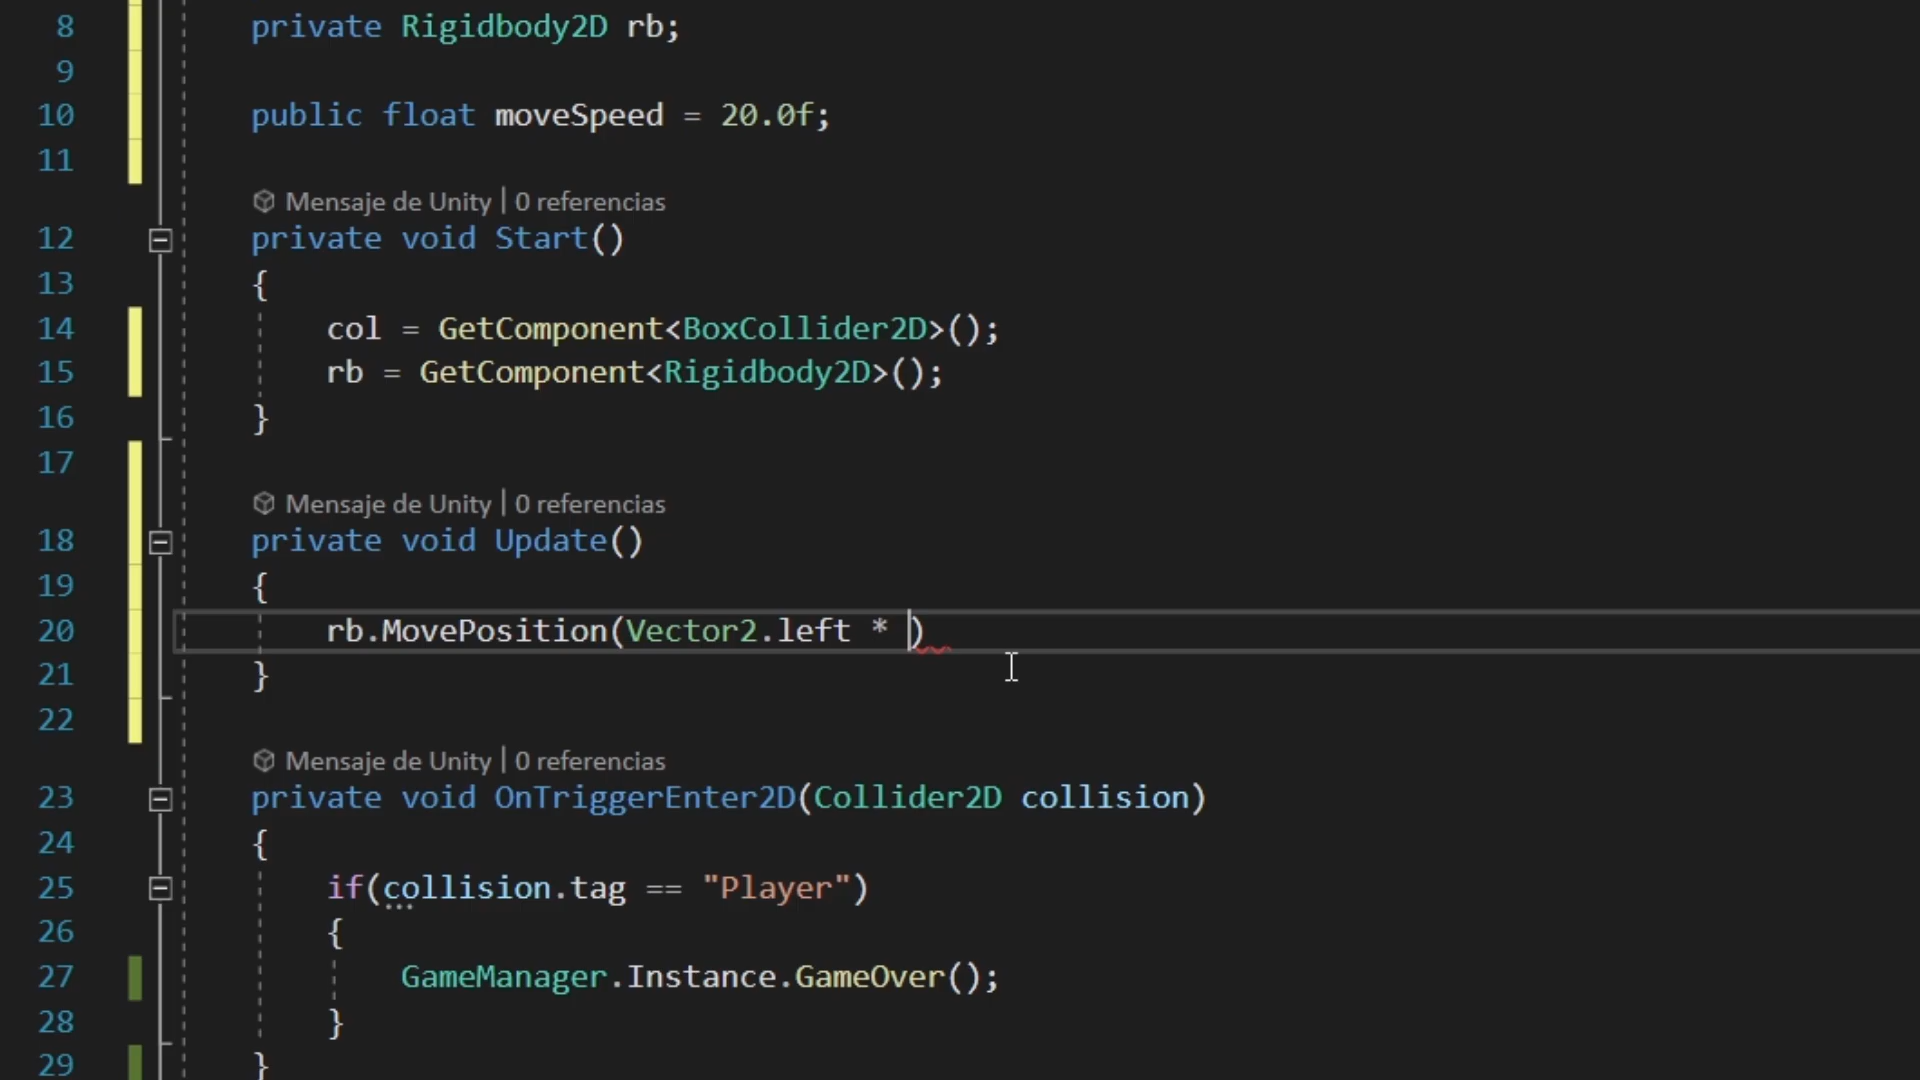 8 private Rigidbody2D rb;
9
10 public float moveSpeed = 20.0f;
11
Mensaje de Unity | 0 referencias
12 private void Start()
13 {
14 col = GetComponent<BoxCollider2D>();
15 rb = GetComponent<Rigidbody2D>();
16 }
17
Mensaje de Unity | 0 referencias
18 private void Update()
19 {
20 rb.MovePosition(Vector2.left * )
21 }
22
Mensaje de Unity | 0 referencias
23 private void OnTriggerEnter2D(Collider2D collision)
24 {
25 if(collision.tag == "Player")
26 {
27 GameManager.Instance.GameOver();
28 }
29 }